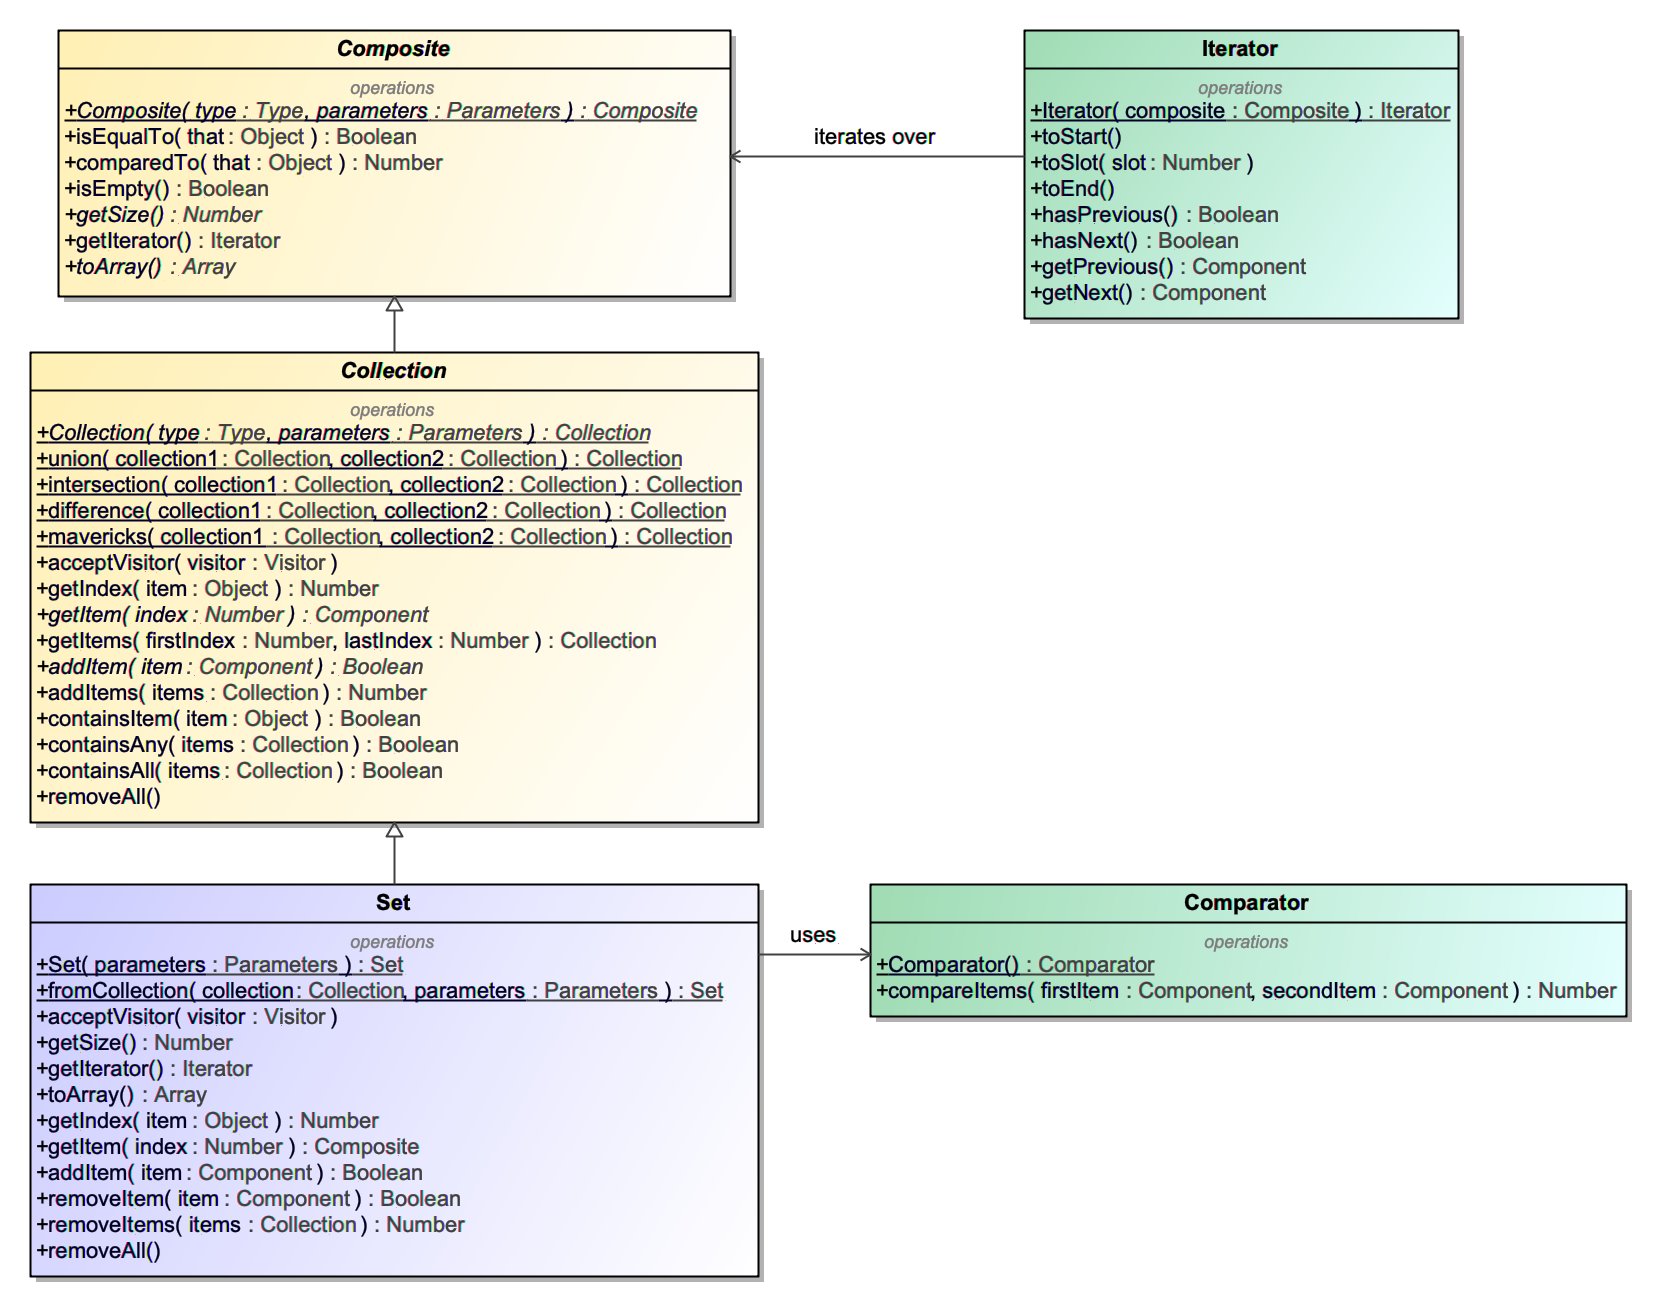 Composite
operations
+Composite( type : Type, parameters : Parameters ) : Composite
+isEqualTo( that : Object ) : Boolean
+comparedTo( that : Object ) : Number
+isEmpty() : Boolean
+getSize() : Number
+getIterator() : Iterator
+toArray() : Array
iterates over
Iterator
operations
+Iterator( composite : Composite ) : Iterator
+toStart()
+toSlot( slot : Number )
+toEnd()
+hasPrevious() : Boolean
+hasNext() : Boolean
+getPrevious() : Component
+getNext() : Component
Collection
operations
+Collection( type : Type, parameters : Parameters ) : Collection
+union( collection1 : Collection, collection2 : Collection ) : Collection
+intersection( collection1 : Collection, collection2 : Collection ) : Collection
+difference( collection1 : Collection, collection2 : Collection ) : Collection
+mavericks( collection1 : Collection, collection2 : Collection ) : Collection
+acceptVisitor( visitor : Visitor )
+getIndex( item : Object ) : Number
+getItem( index : Number ) : Component
+getItems( firstIndex : Number, lastIndex : Number ) : Collection
+addItem( item : Component ) : Boolean
+addItems( items : Collection ) : Number
+containsItem( item : Object ) : Boolean
+containsAny( items : Collection ) : Boolean
+containsAll( items : Collection ) : Boolean
+removeAll()
Set
operations
+Set( parameters : Parameters ) : Set
+fromCollection( collection : Collection, parameters : Parameters ) : Set
+acceptVisitor( visitor : Visitor )
+getSize() : Number
+getIterator() : Iterator
+toArray() : Array
+getIndex( item : Object ) : Number
+getItem( index : Number ) : Composite
+addItem( item : Component ) : Boolean
+removeItem( item : Component ) : Boolean
+removeItems( items : Collection ) : Number
+removeAll()
uses
Comparator
operations
+Comparator() : Comparator
+compareItems( firstItem : Component, secondItem : Component ) : Number